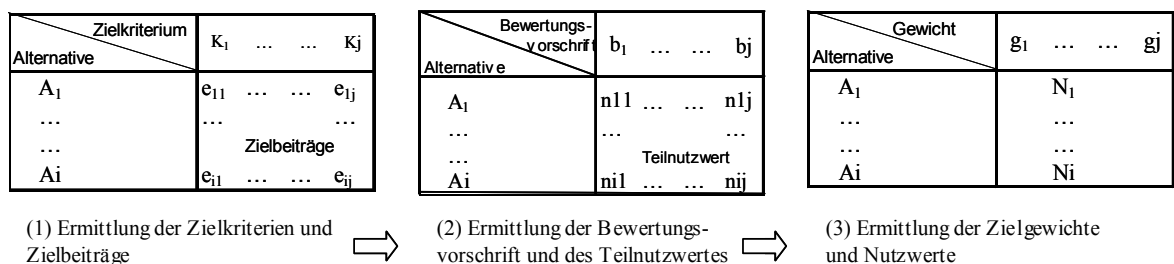 Zielkriterium
K₁ … … Kj
Alternative
A₁ e₁₁ … … e₁ⱼ
… … …
… Zielbeiträge
Ai eᵢ₁ … … eᵢⱼ
(1) Ermittlung der Zielkriterien und
Zielbeiträge
Bewertungs-
vorschrift b₁ … … bj
Alternative
A₁ n11 … … n1j
… … …
… Teilnutzwert
Ai ni1 … … nij
(2) Ermittlung der Bewertungs-
vorschrift und des Teilnutzwertes
Gewicht
g₁ … … gj
Alternative
A₁ N₁
… …
… …
Ai Ni
(3) Ermittlung der Zielgewichte
und Nutzwerte